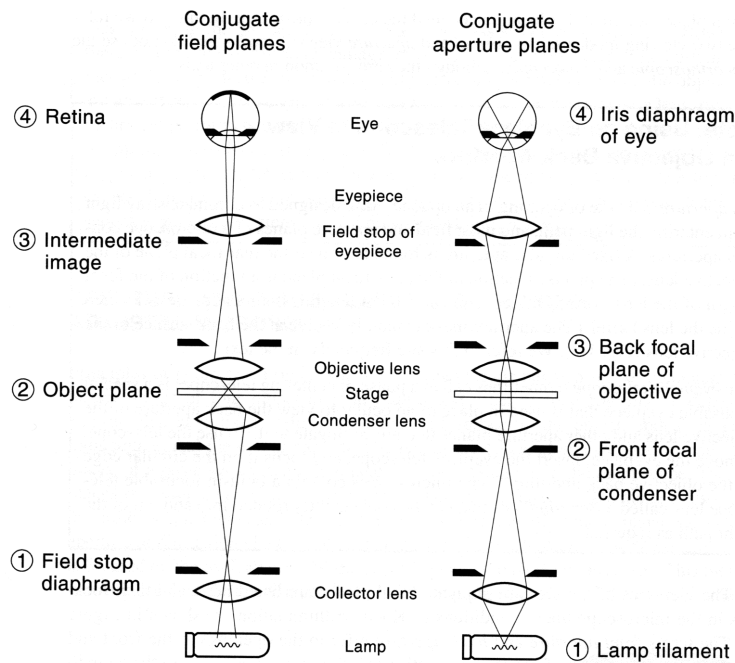 Conjugate
field planes
Conjugate
aperture planes
④ Retina
Eye
④ Iris diaphragm
of eye
Eyepiece
③ Intermediate
image
Field stop of
eyepiece
③ Back focal
plane of
objective
Objective lens
② Object plane
Stage
Condenser lens
② Front focal
plane of
condenser
① Field stop
diaphragm
Collector lens
Lamp
① Lamp filament